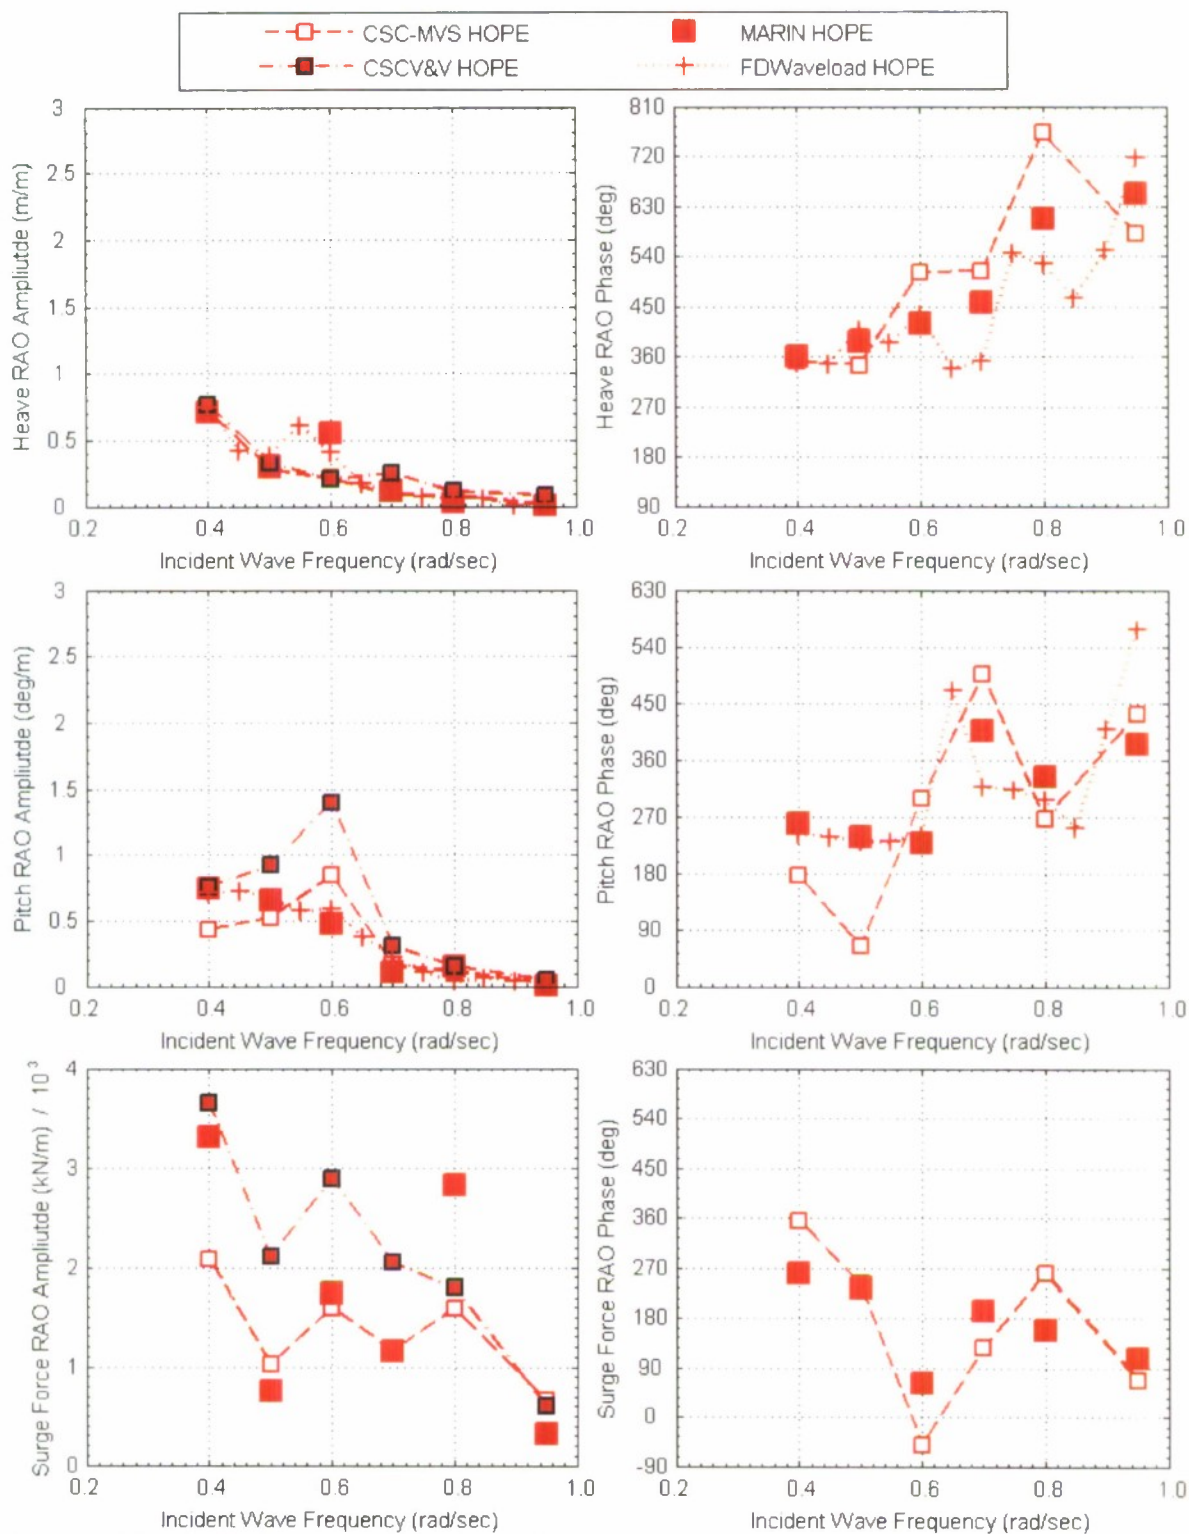 CSC-MVS HOPE
MARIN HOPE
CSCV&V HOPE
FDWaveload HOPE
Heave RAO Ampliutde (m/m)
3
2.5
2
1.5
1
0.5
0
0.2 0.4 0.6 0.8 1.0
Incident Wave Frequency (rad/sec)
Heave RAO Phase (deg)
810
720
630
540
450
360
270
180
90
0.2 0.4 0.6 0.8 1.0
Incident Wave Frequency (rad/sec)
Pitch RAO Ampliutde (deg/m)
3
2.5
2
1.5
1
0.5
0
0.2 0.4 0.6 0.8 1.0
Incident Wave Frequency (rad/sec)
Pitch RAO Phase (deg)
630
540
450
360
270
180
90
0
0.2 0.4 0.6 0.8 1.0
Incident Wave Frequency (rad/sec)
Surge Force RAO Ampliutde (kN/m) / 10³
4
3
2
1
0
0.2 0.4 0.6 0.8 1.0
Incident Wave Frequency (rad/sec)
Surge Force RAO Phase (deg)
630
540
450
360
270
180
90
0
-90
0.2 0.4 0.6 0.8 1.0
Incident Wave Frequency (rad/sec)